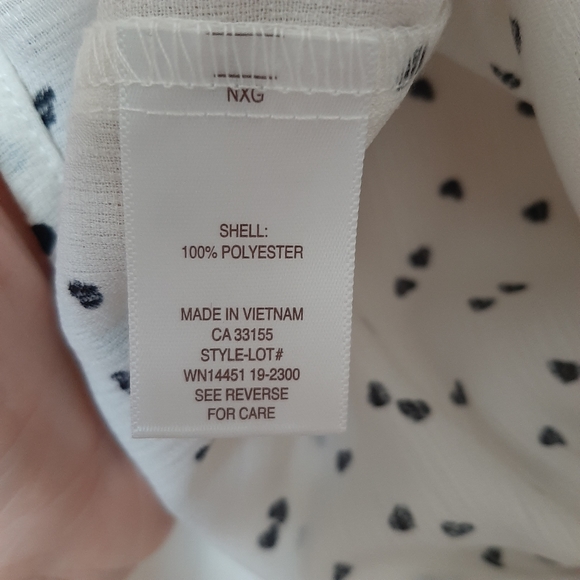 NXG
SHELL:
100% POLYESTER
MADE IN VIETNAM
CA 33155
STYLE-LOT#
WN14451 19-2300
SEE REVERSE
FOR CARE